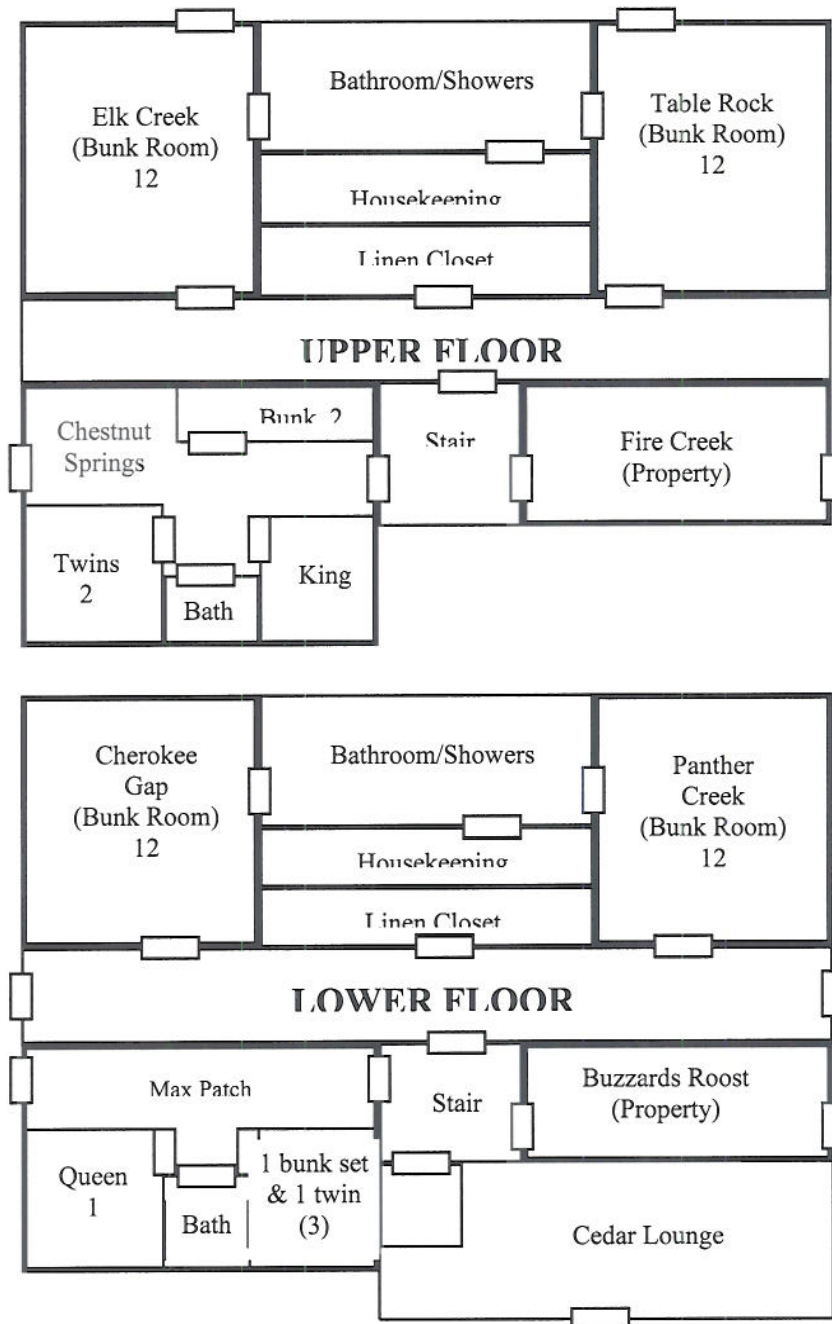 Bathroom/Showers
Elk Creek
(Bunk Room)
12
Table Rock
(Bunk Room)
12
Housekeeping
Linen Closet
UPPER FLOOR
Chestnut
Springs
Bunk 2
Stair
Fire Creek
(Property)
Twins
2
Bath
King
Cherokee
Gap
(Bunk Room)
12
Bathroom/Showers
Panther
Creek
(Bunk Room)
12
Housekeeping
Linen Closet
LOWER FLOOR
Max Patch
Stair
Buzzards Roost
(Property)
Queen
1
Bath
1 bunk set
& 1 twin
(3)
Cedar Lounge